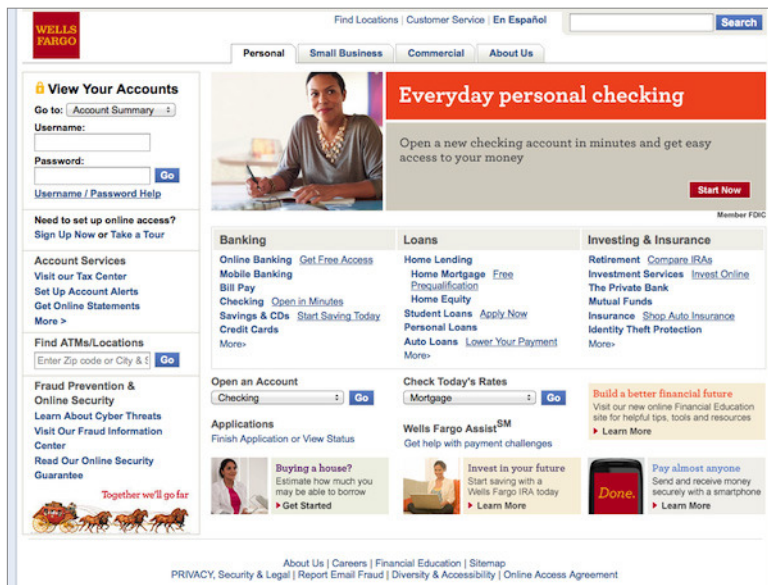 WELLS
FARGO
Find Locations | Customer Service | En Español
Search
Personal
Small Business
Commercial
About Us
View Your Accounts
Go to: Account Summary
Username:
Password:
Go
Username / Password Help
Need to set up online access?
Sign Up Now or Take a Tour
Account Services
Visit our Tax Center
Set Up Account Alerts
Get Online Statements
More >
Find ATMs/Locations
Enter Zip code or City & S
Go
Fraud Prevention &
Online Security
Learn About Cyber Threats
Visit Our Fraud Information
Center
Read Our Online Security
Guarantee
Together we'll go far
Everyday personal checking
Open a new checking account in minutes and get easy
access to your money
Start Now
Member FDIC
Banking
Online Banking Get Free Access
Mobile Banking
Bill Pay
Checking Open in Minutes
Savings & CDs Start Saving Today
Credit Cards
More›
Loans
Home Lending
Home Mortgage Free
Prequalification
Home Equity
Student Loans Apply Now
Personal Loans
Auto Loans Lower Your Payment
More›
Investing & Insurance
Retirement Compare IRAs
Investment Services Invest Online
The Private Bank
Mutual Funds
Insurance Shop Auto Insurance
Identity Theft Protection
More›
Open an Account
Checking
Go
Applications
Finish Application or View Status
Check Today's Rates
Mortgage
Go
Wells Fargo Assist SM
Get help with payment challenges
Build a better financial future
Visit our new online Financial Education
site for helpful tips, tools and resources
Learn More
Buying a house?
Estimate how much you
may be able to borrow
Get Started
Invest in your future
Start saving with a
Wells Fargo IRA today
Learn More
Done.
Pay almost anyone
Send and receive money
securely with a smartphone
Learn More
About Us | Careers | Financial Education | Sitemap
PRIVACY, Security & Legal | Report Email Fraud | Diversity & Accessibility | Online Access Agreement